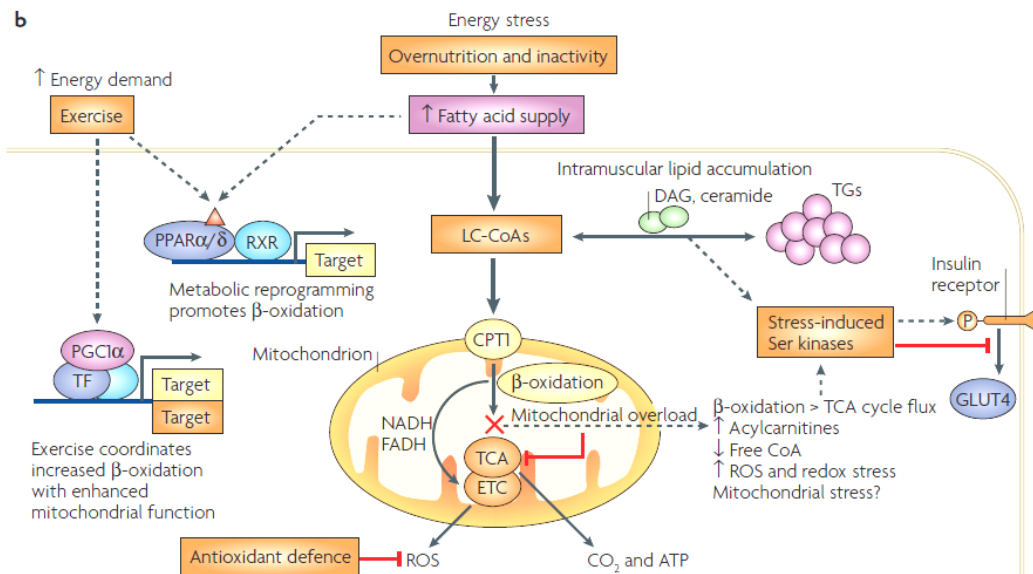 b
Energy stress
Overnutrition and inactivity
↑ Energy demand
Exercise
↑ Fatty acid supply
Intramuscular lipid accumulation
DAG, ceramide
TGs
PPARα/δ
RXR
Target
LC-CoAs
Metabolic reprogramming
promotes β-oxidation
Insulin
receptor
Stress-induced
Ser kinases
P
PGC1α
TF
Target
Target
Mitochondrion
CPT1
β-oxidation
GLUT4
NADH
FADH
Mitochondrial overload
β-oxidation > TCA cycle flux
↑ Acylcarnitines
↓ Free CoA
↑ ROS and redox stress
Mitochondrial stress?
TCA
ETC
Exercise coordinates
increased β-oxidation
with enhanced
mitochondrial function
Antioxidant defence
ROS
CO₂ and ATP